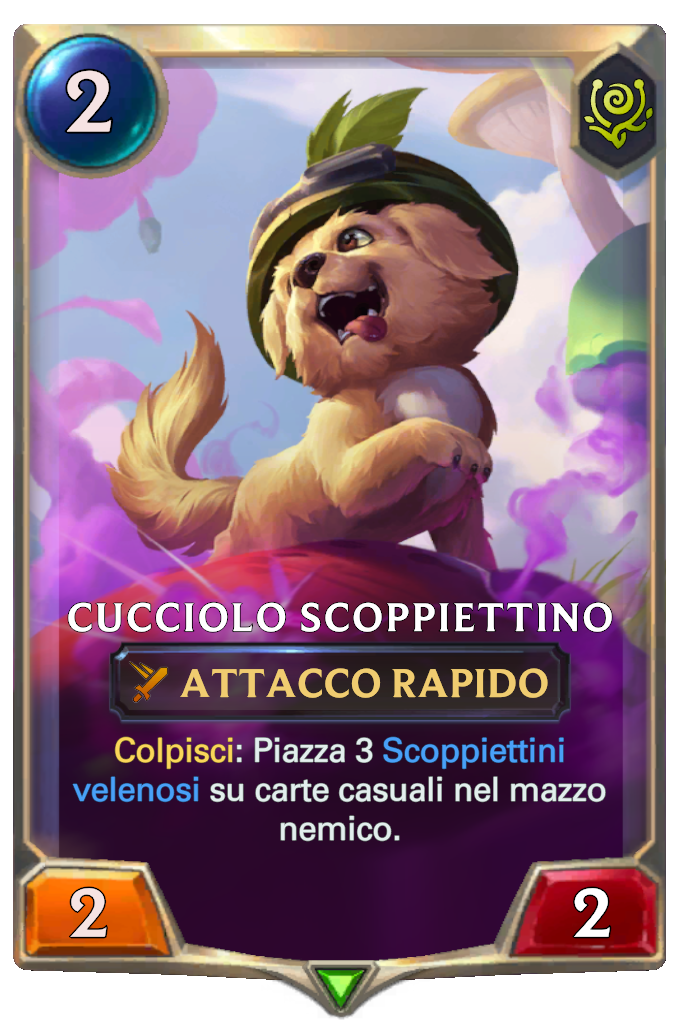 2
CUCCIOLO SCOPPIETTINO
ATTACCO RAPIDO
Colpisci: Piazza 3 Scoppiettini
velenosi su carte casuali nel mazzo
nemico.
2
2